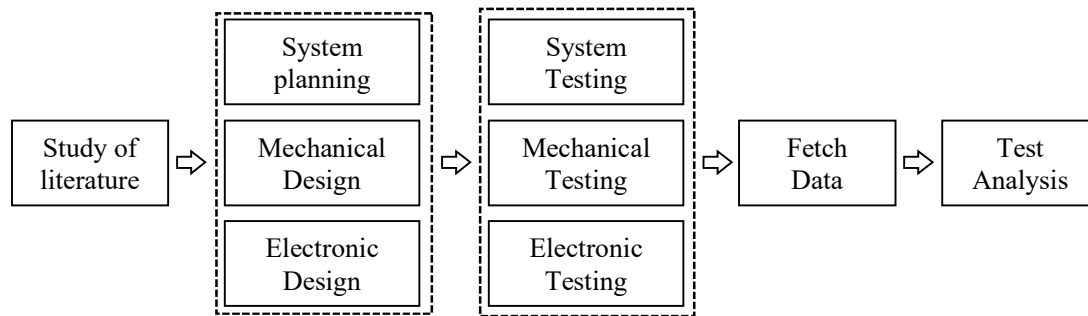 Study of
literature
System
planning
Mechanical
Design
Electronic
Design
System
Testing
Mechanical
Testing
Electronic
Testing
Fetch
Data
Test
Analysis